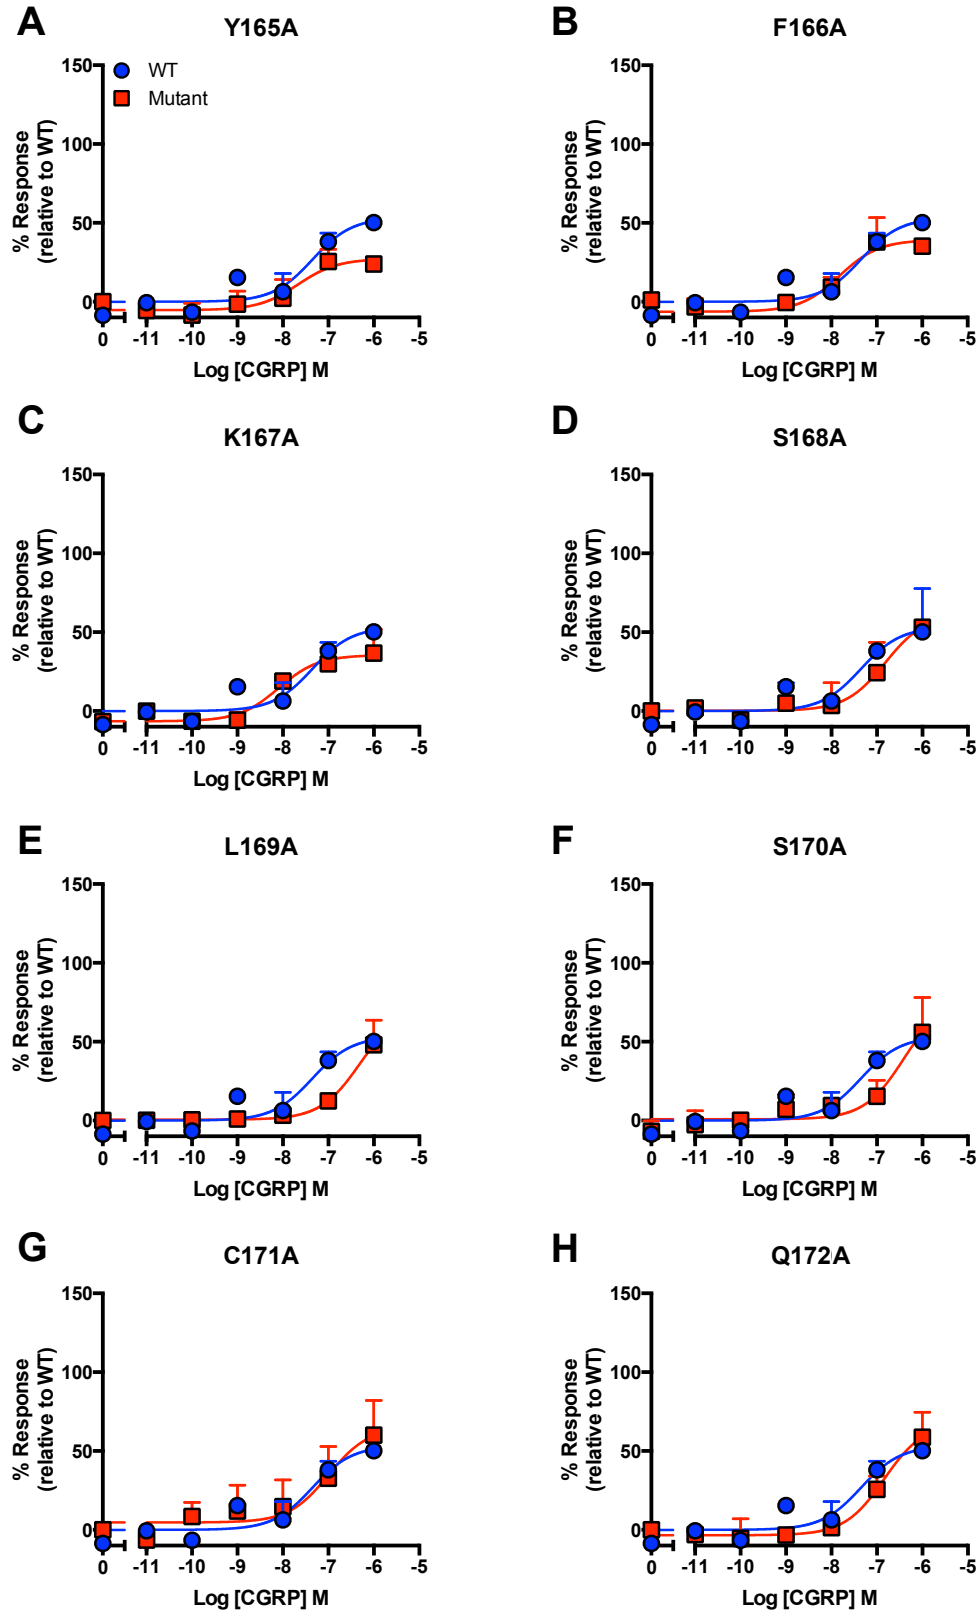 A
Y165A
150
100
50
0
% Response
(relative to WT)
WT
Mutant
0 -11 -10 -9 -8 -7 -6 -5
Log [CGRP] M
B
F166A
150
100
50
0
% Response
(relative to WT)
0 -11 -10 -9 -8 -7 -6 -5
Log [CGRP] M
C
K167A
150
100
50
0
% Response
(relative to WT)
0 -11 -10 -9 -8 -7 -6 -5
Log [CGRP] M
D
S168A
150
100
50
0
% Response
(relative to WT)
0 -11 -10 -9 -8 -7 -6 -5
E
L169A
150
100
50
0
% Response
(relative to WT)
0 -11 -10 -9 -8 -7 -6 -5
Log [CGRP] M
F
S170A
150
100
50
0
% Response
(relative to WT)
0 -11 -10 -9 -8 -7 -6 -5
Log [CGRP] M
G
C171A
150
100
50
0
% Response
(relative to WT)
0 -11 -10 -9 -8 -7 -6 -5
Log [CGRP] M
H
Q172A
150
100
50
0
% Response
(relative to WT)
0 -11 -10 -9 -8 -7 -6 -5
Log [CGRP] M